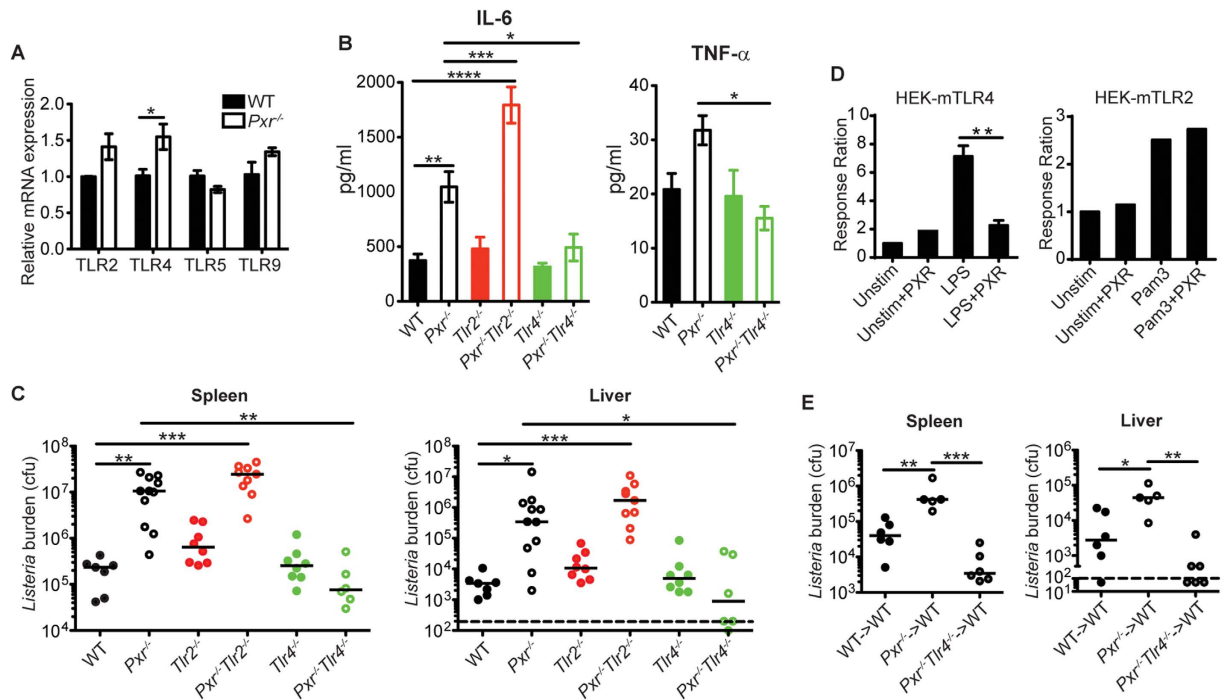 A
Relative mRNA expression
2.0
1.5
1.0
0.5
0.0
*
WT
Pxr-/-
TLR2 TLR4 TLR5 TLR9
B
IL-6
*
***
****
**
pg/ml
2000
1500
1000
500
0
WT
Pxr-/-
Tlr2-/-
Pxr-/-Tlr2-/-
Tlr4-/-
Pxr-/-Tlr4-/-
TNF-α
*
pg/ml
40
30
20
10
0
WT
Pxr-/-
Tlr4-/-
Pxr-/-Tlr4-/-
D
HEK-mTLR4
Response Ration
10
8
6
4
2
0
**
Unstim
Unstim+PXR
LPS
LPS+PXR
HEK-mTLR2
Response Ration
3
2
1
0
Unstim
Unstim+PXR
Pam3
Pam3+PXR
C
Spleen
**
***
**
Listeria burden (cfu)
10⁸
10⁷
10⁶
10⁵
10⁴
WT
Pxr-/-
Tlr2-/-
Pxr-/-Tlr2-/-
Tlr4-/-
Pxr-/-Tlr4-/-
Liver
*
***
*
Listeria burden (cfu)
10⁸
10⁷
10⁶
10⁵
10⁴
10³
10²
WT
Pxr-/-
Tlr2-/-
Pxr-/-Tlr2-/-
Tlr4-/-
Pxr-/-Tlr4-/-
E
Spleen
** ***
Listeria burden (cfu)
10⁷
10⁶
10⁵
10⁴
10³
WT->WT
Pxr-/-->WT
Pxr-/-Tlr4-/-->WT
Liver
* **
Listeria burden (cfu)
10⁶
10⁵
10⁴
10³
10²
10¹
WT->WT
Pxr-/-->WT
Pxr-/-Tlr4-/-->WT